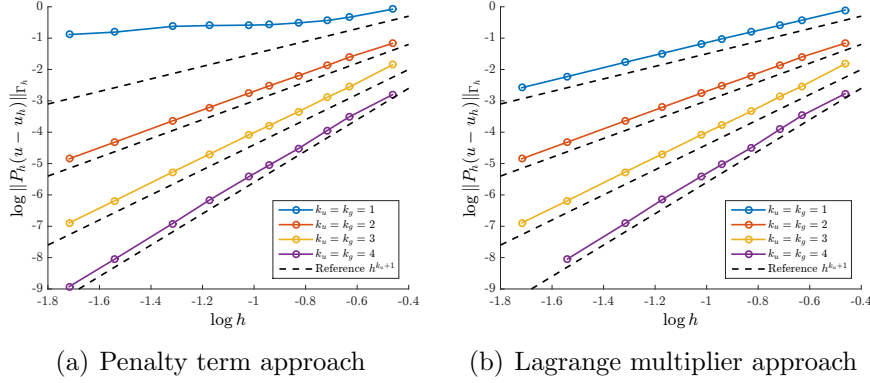 0
-1
-2
-3
-4
-5
-6
-7
-8
-9
log ||P_h(u − u_h)||_{Γ_h}
k_u = k_g = 1
k_u = k_g = 2
k_u = k_g = 3
k_u = k_g = 4
Reference h^{k_u+1}
-1.8 -1.6 -1.4 -1.2 -1 -0.8 -0.6 -0.4
log h
(a) Penalty term approach
0
-1
-2
-3
-4
-5
-6
-7
-8
-9
log ||P_h(u − u_h)||_{Γ_h}
k_u = k_g = 1
k_u = k_g = 2
k_u = k_g = 3
k_u = k_g = 4
Reference h^{k_u+1}
-1.8 -1.6 -1.4 -1.2 -1 -0.8 -0.6 -0.4
log h
(b) Lagrange multiplier approach